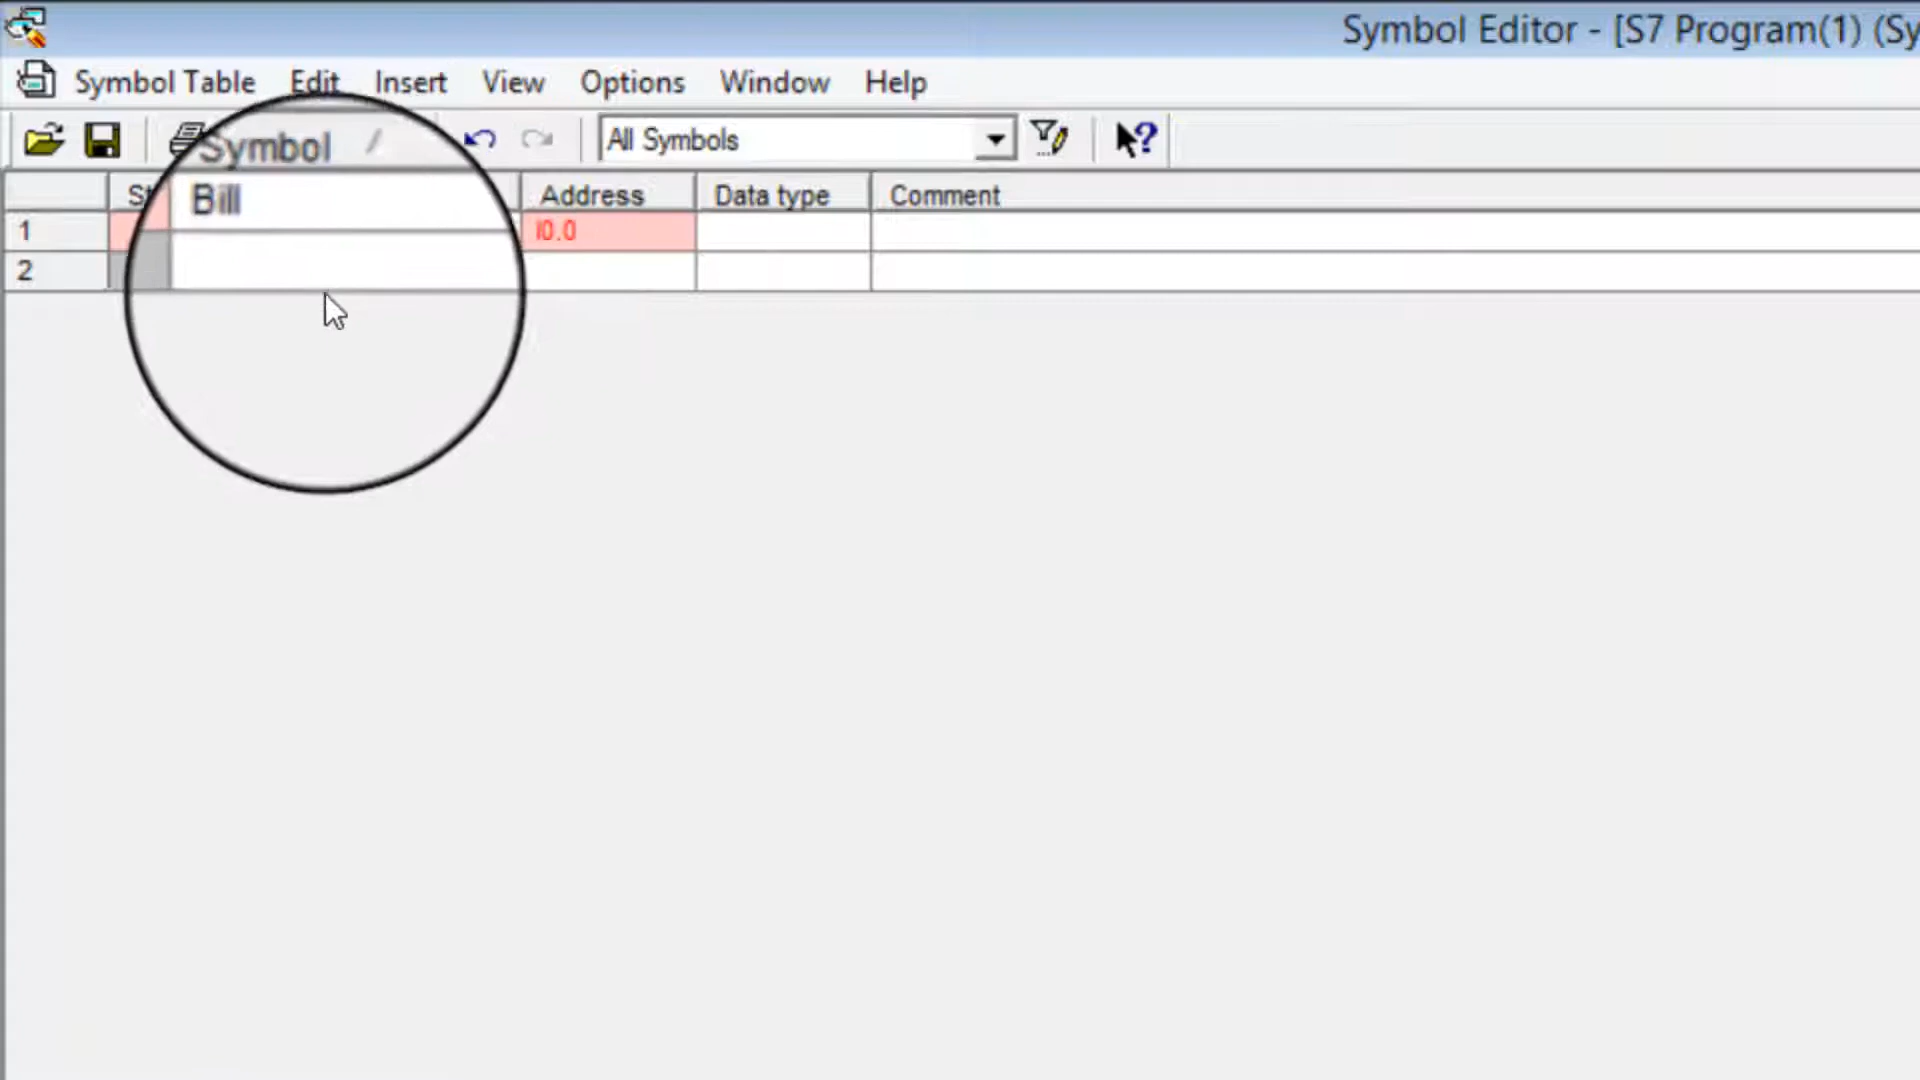 Symbol Editor - [S7 Program(1) (Sy
Symbol Table Edit Insert View Options Window Help
All Symbols
Symbol
St Address Data type Comment
Bill
1 I0.0
2